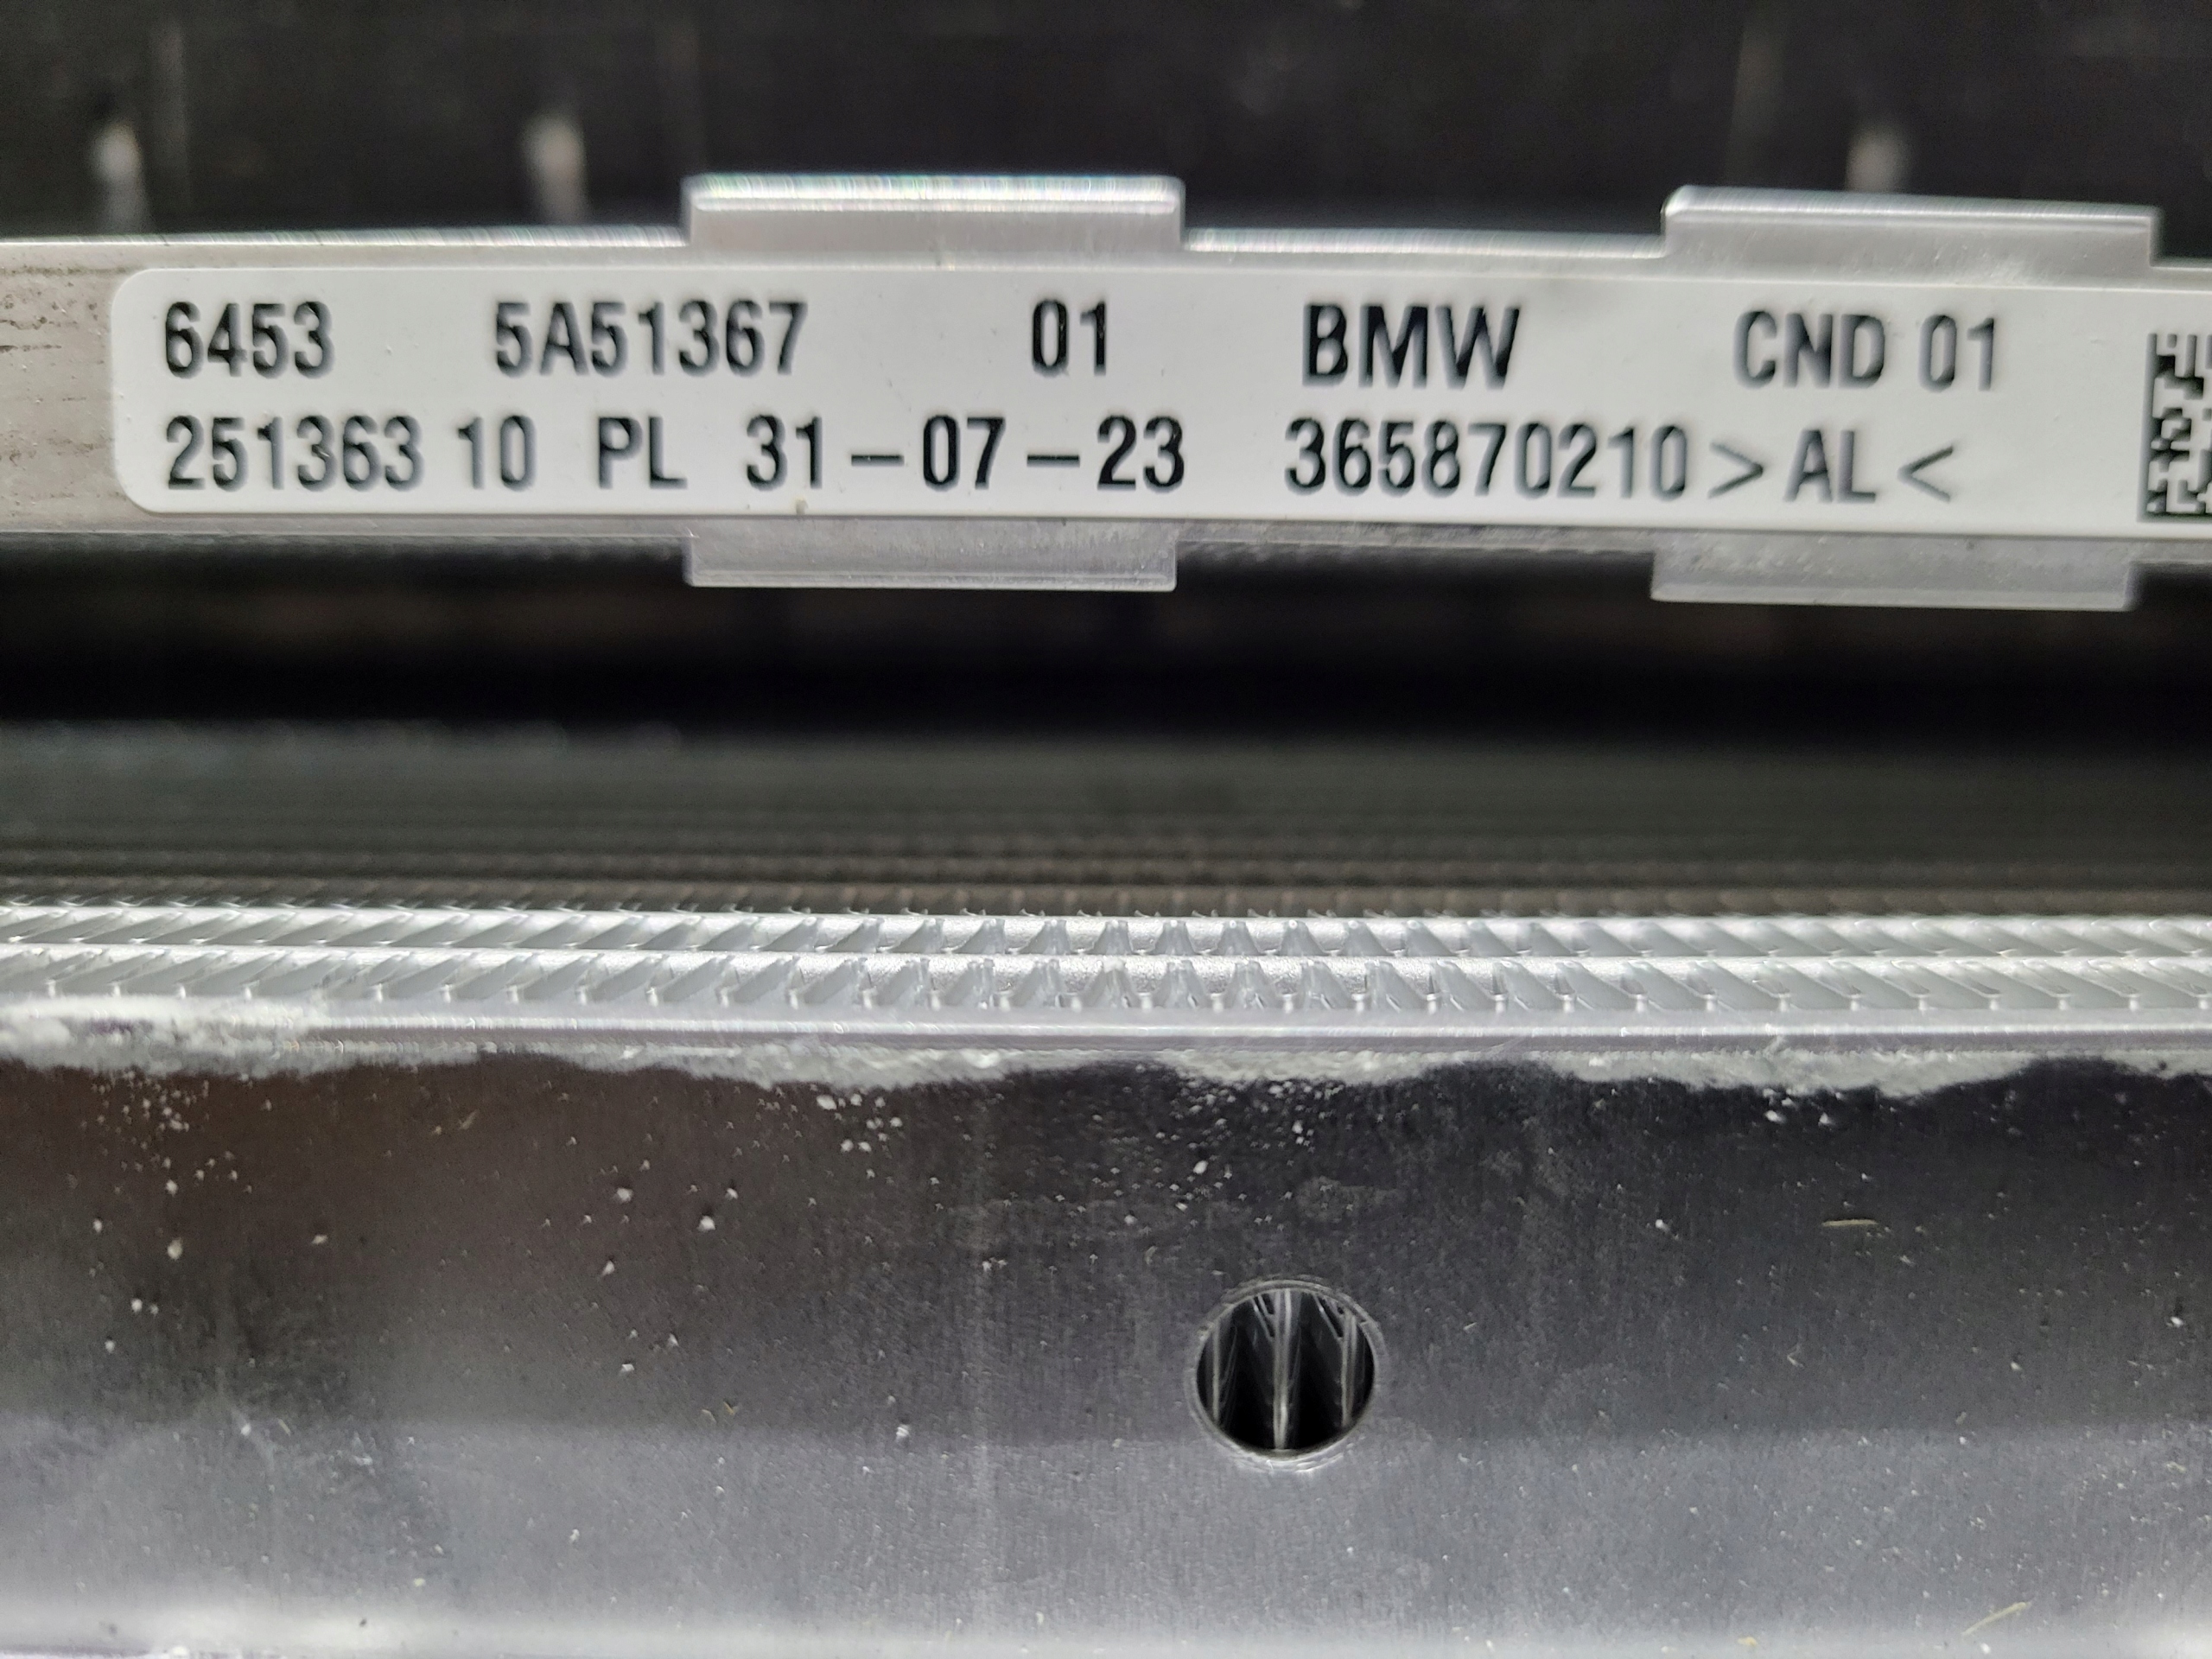 6453 5A51367 01 BMW CND 01
251363 10 PL 31-07-23 365870210>AL<